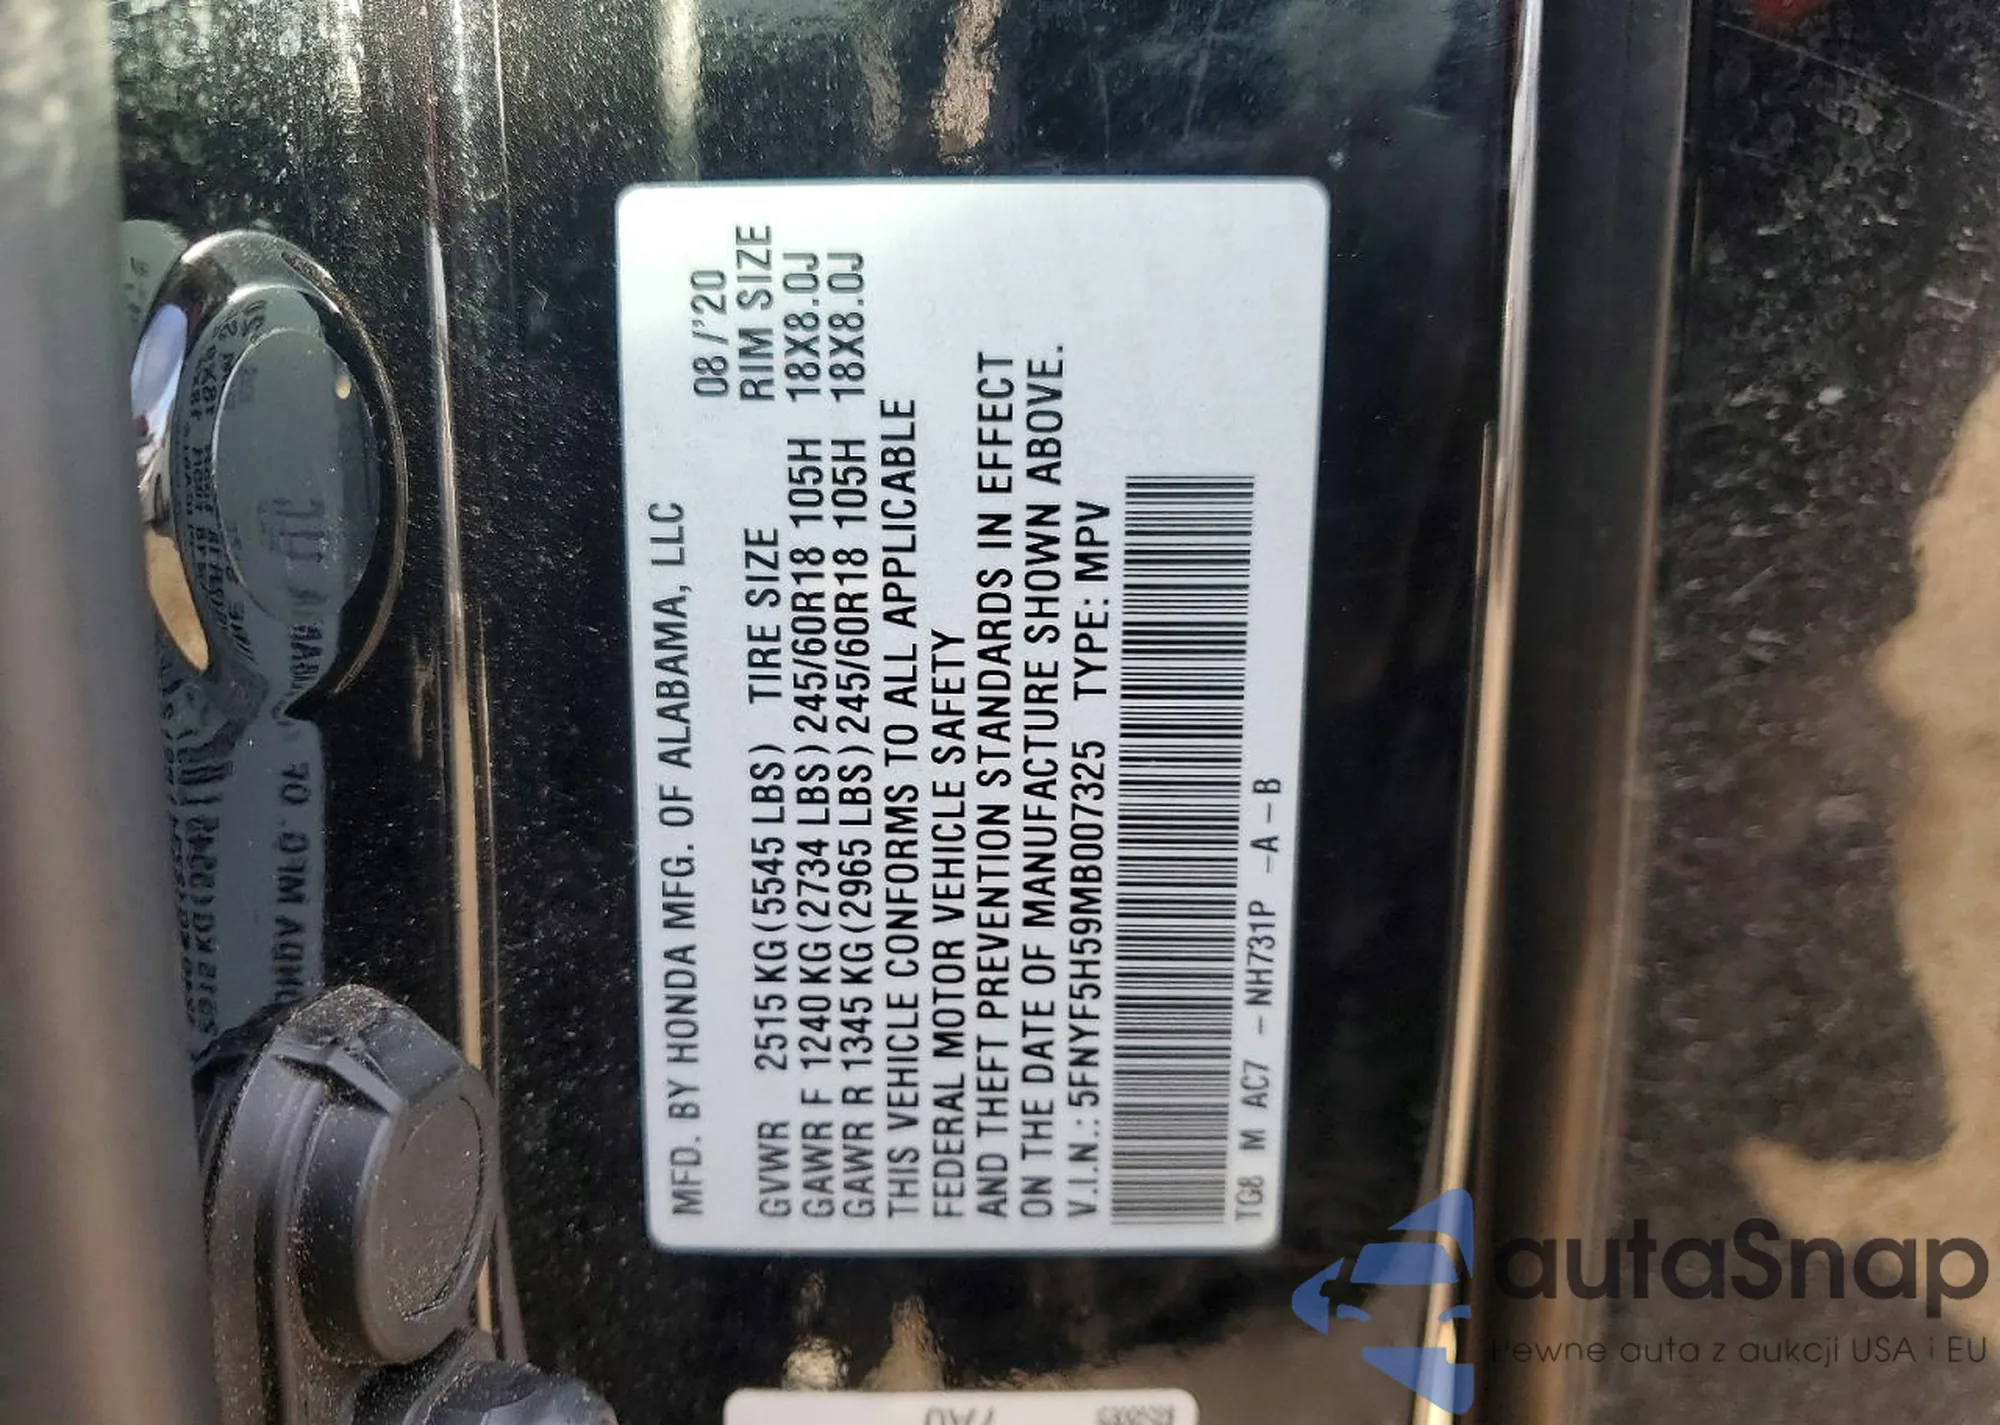 MFD. BY HONDA MFG. OF ALABAMA, LLC
08/'20
TIRE SIZE RIM SIZE
GVWR 2515 KG(5545 LBS)
GAWR F 1240 KG(2734 LBS) 245/60R18 105H 18X8.0J
GAWR R 1345 KG(2965 LBS) 245/60R18 105H 18X8.0J
THIS VEHICLE CONFORMS TO ALL APPLICABLE
FEDERAL MOTOR VEHICLE SAFETY
AND THEFT PREVENTION STANDARDS IN EFFECT
ON THE DATE OF MANUFACTURE SHOWN ABOVE.
V.I.N.: 5FNYF5H59MB007325 TYPE: MPV
TG8 M AC7 - NH731P -A-B
autaSnap
Pewne auta z aukcji USA i EU